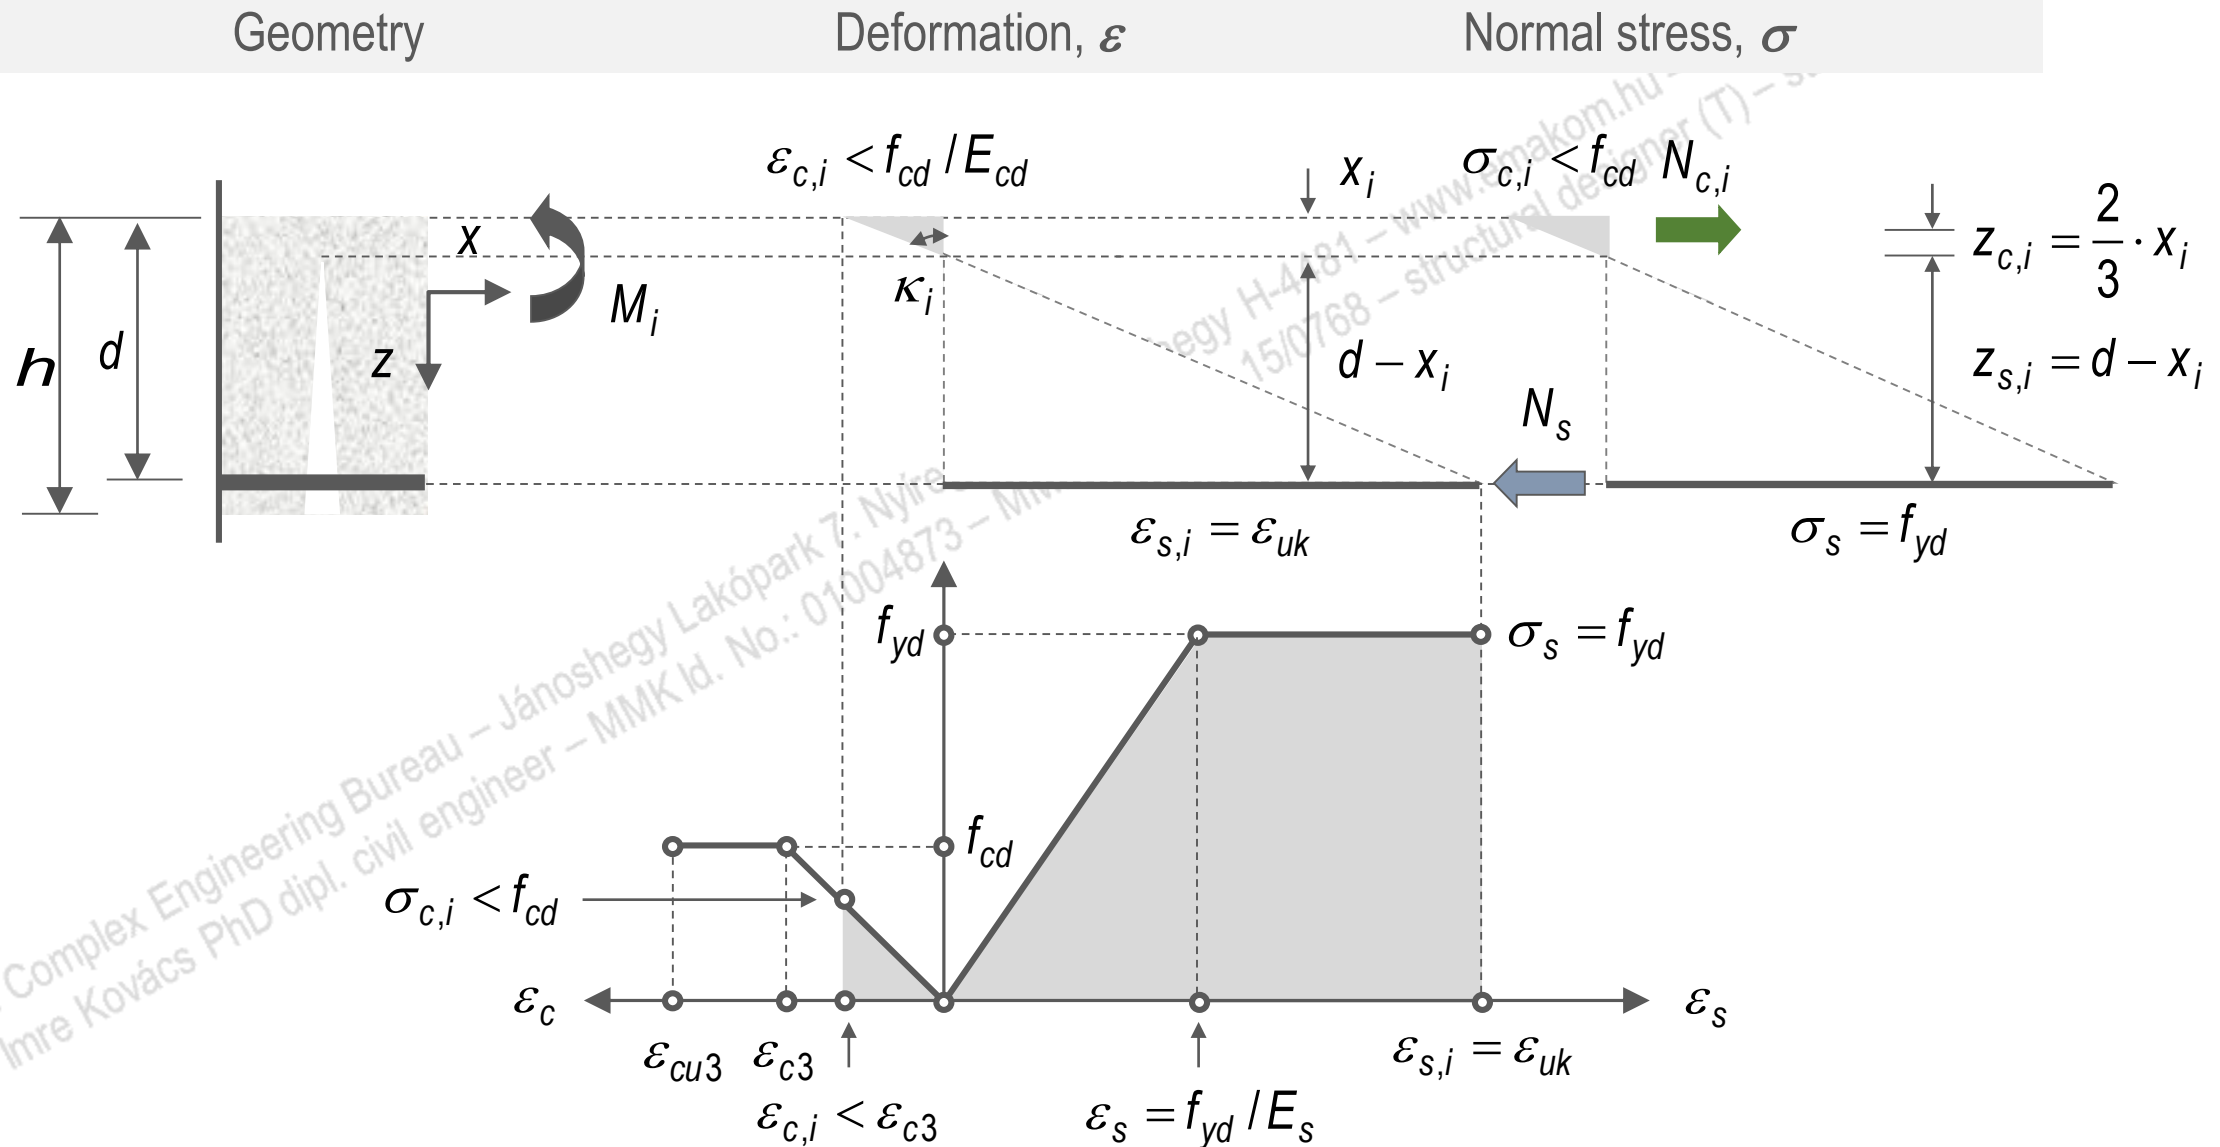 Geometry Deformation, ε Normal stress, σ
ε_{c,i} < f_{cd} / E_{cd}
x_i
σ_{c,i} < f_{cd}
N_{c,i}
z_{c,i} = 2/3 · x_i
x
κ_i
M_i
h
d
z
d − x_i
z_{s,i} = d − x_i
N_s
ε_{s,i} = ε_{uk}
σ_s = f_{yd}
f_{yd}
σ_s = f_{yd}
f_{cd}
σ_{c,i} < f_{cd}
ε_c
ε_s
ε_{cu3}
ε_{c3}
ε_{s,i} = ε_{uk}
ε_{c,i} < ε_{c3}
ε_s = f_{yd} / E_s
Complex Engineering Bureau – Jánoshegy Lakópark 7. Nyíre
egy H-4481 – www.emakom.hu –
Imre Kovács PhD dipl. civil engineer – MMK Id. No.: 01004873 –
15/0768 – structural designer (T) –